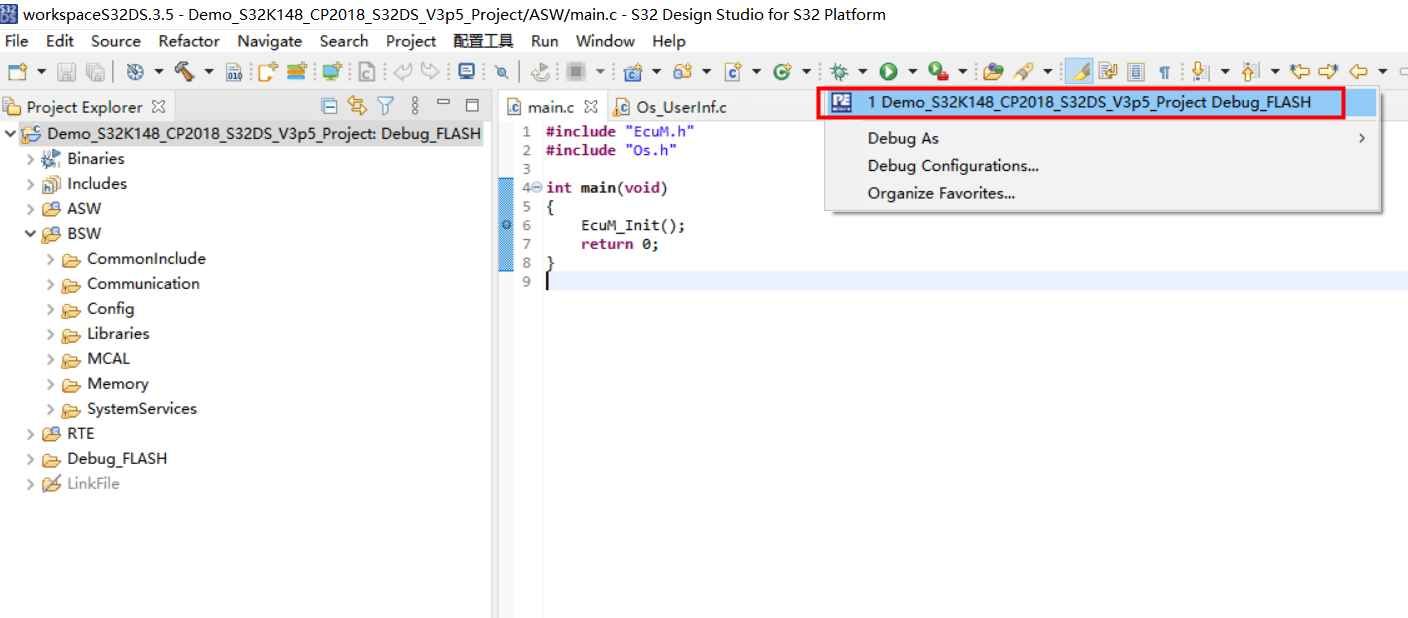 workspaceS32DS.3.5 - Demo_S32K148_CP2018_S32DS_V3p5_Project/ASW/main.c - S32 Design Studio for S32 Platform
File Edit Source Refactor Navigate Search Project 配置工具 Run Window Help
Project Explorer
Demo_S32K148_CP2018_S32DS_V3p5_Project: Debug_FLASH
Binaries
Includes
ASW
BSW
CommonInclude
Communication
Config
Libraries
MCAL
Memory
SystemServices
RTE
Debug_FLASH
LinkFile
main.c Os_UserInf.c
1 #include "EcuM.h"
2 #include "Os.h"
3
4 int main(void)
5 {
6 EcuM_Init();
7 return 0;
8 }
9
1 Demo_S32K148_CP2018_S32DS_V3p5_Project Debug_FLASH
Debug As
Debug Configurations...
Organize Favorites...